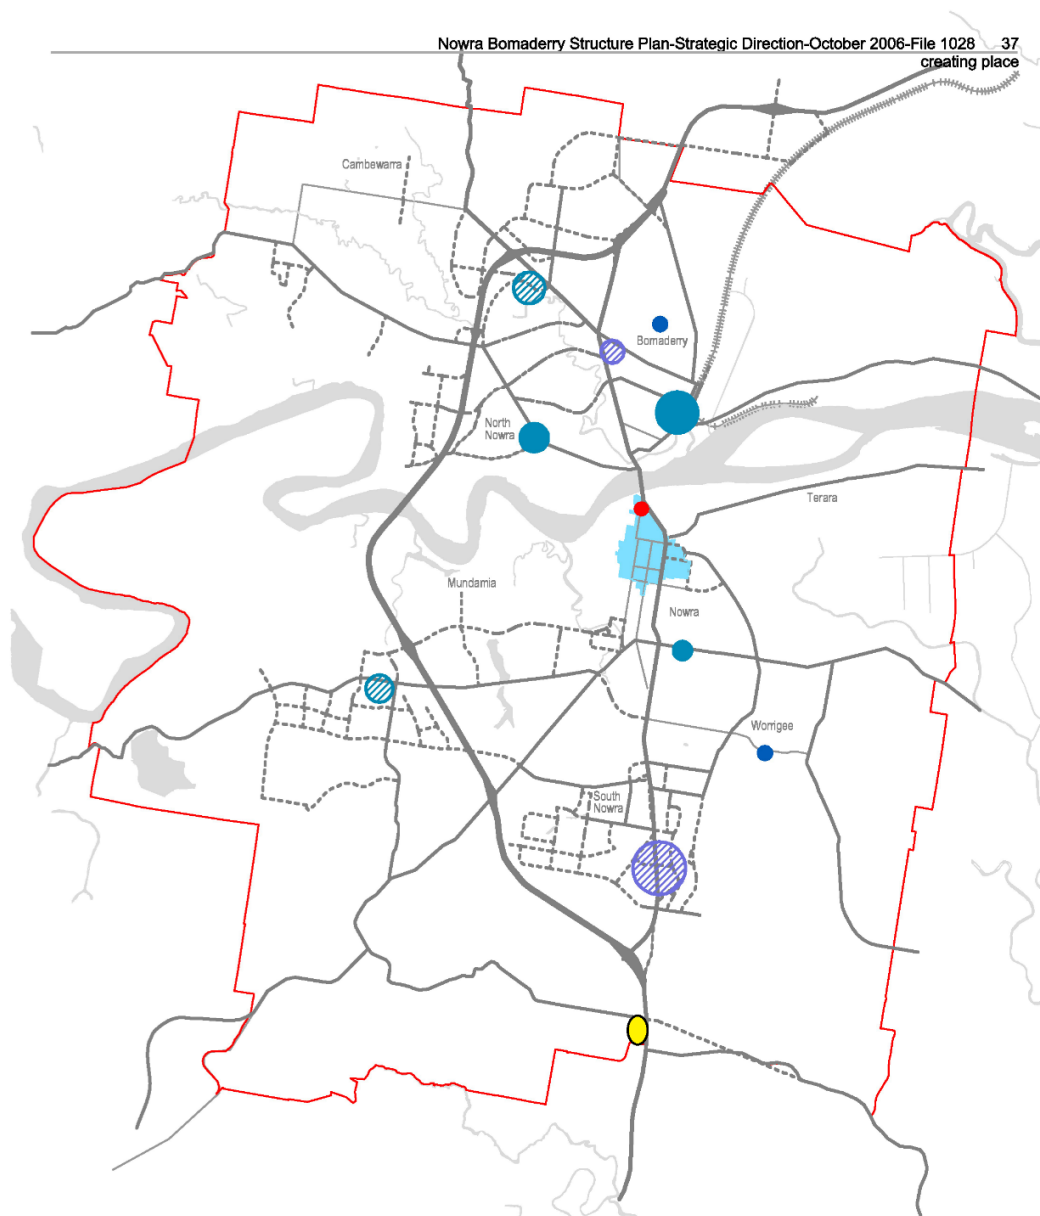 Nowra Bomaderry Structure Plan-Strategic Direction-October 2006-File 1028 37
creating place
Cambewarra
Bomaderry
North
Nowra
Terara
Mundamia
Nowra
Worrigee
South
Nowra